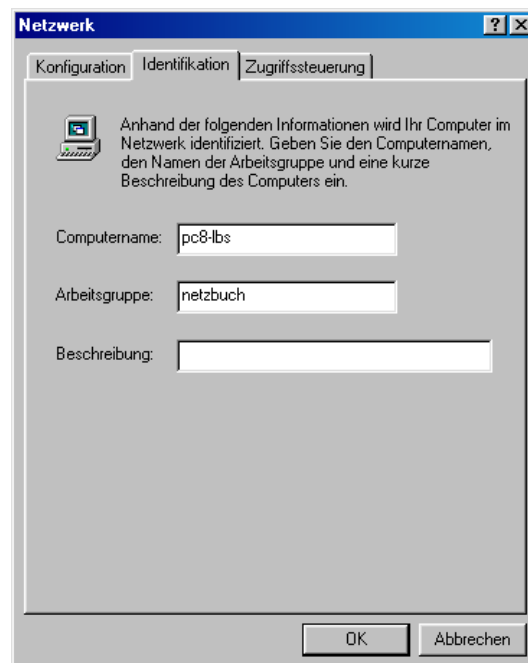 Netzwerk
Konfiguration Identifikation Zugriffssteuerung
Anhand der folgenden Informationen wird Ihr Computer im
Netzwerk identifiziert. Geben Sie den Computernamen,
den Namen der Arbeitsgruppe und eine kurze
Beschreibung des Computers ein.
Computername: pc8-lbs
Arbeitsgruppe: netzbuch
Beschreibung:
OK Abbrechen